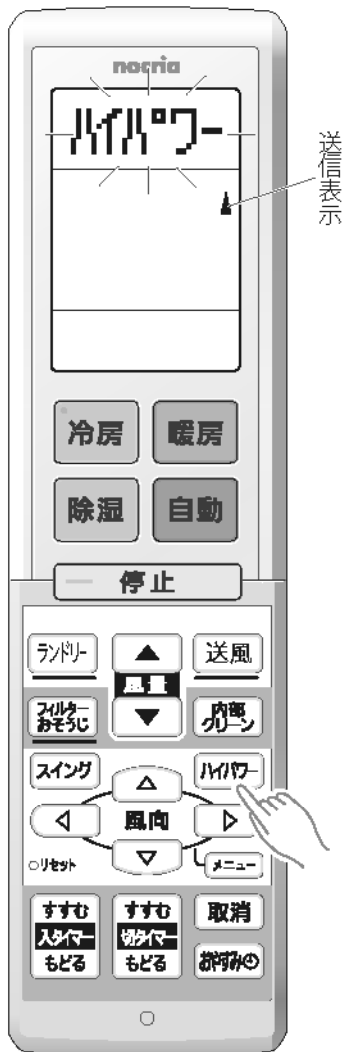 nocria
ハイパワー
送信表示
冷房 暖房
除湿 自動
停止
ランドリー 風量 送風
フィルター
おそうじ
内部
クリーン
スイング ハイパワー
風向
リセット メニュー
すすむ すすむ 取消
入タイマー 切タイマー
もどる もどる おやすみ